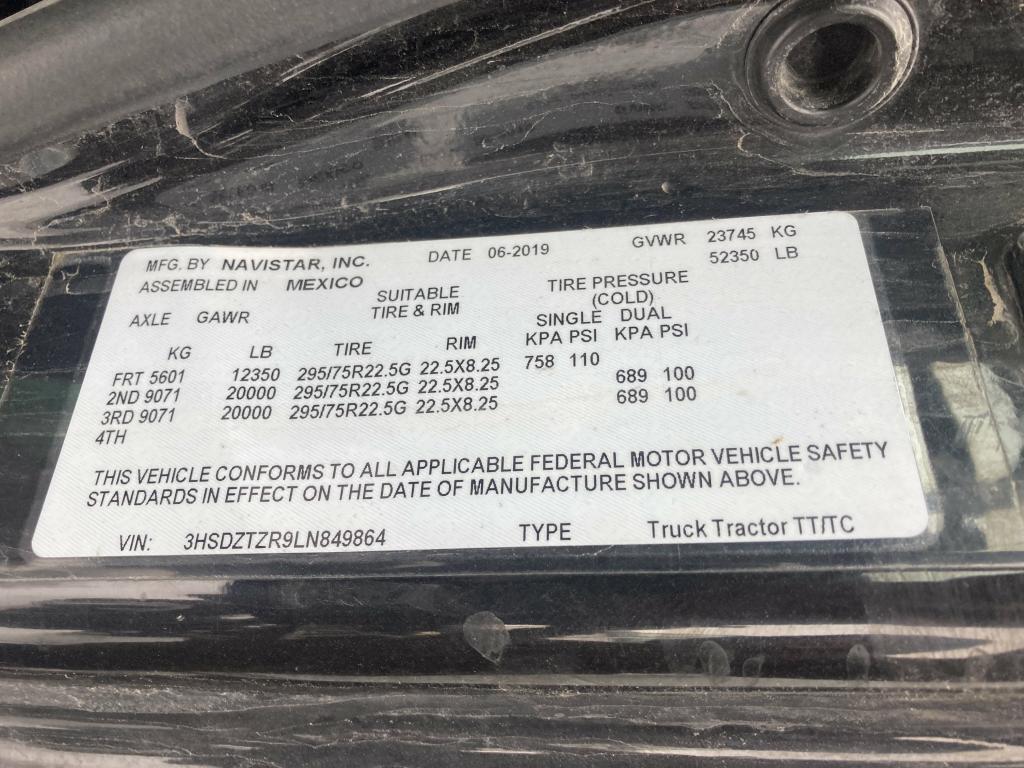 MFG. BY NAVISTAR, INC. DATE 06-2019 GVWR 23745 KG
52350 LB
ASSEMBLED IN MEXICO
SUITABLE TIRE PRESSURE
TIRE & RIM (COLD)
AXLE GAWR SINGLE DUAL
KG LB TIRE RIM KPA PSI KPA PSI
FRT 5601 12350 295/75R22.5G 22.5X8.25 758 110
2ND 9071 20000 295/75R22.5G 22.5X8.25 689 100
3RD 9071 20000 295/75R22.5G 22.5X8.25 689 100
4TH
THIS VEHICLE CONFORMS TO ALL APPLICABLE FEDERAL MOTOR VEHICLE SAFETY
STANDARDS IN EFFECT ON THE DATE OF MANUFACTURE SHOWN ABOVE.
VIN: 3HSDZTZR9LN849864 TYPE Truck Tractor TT/TC